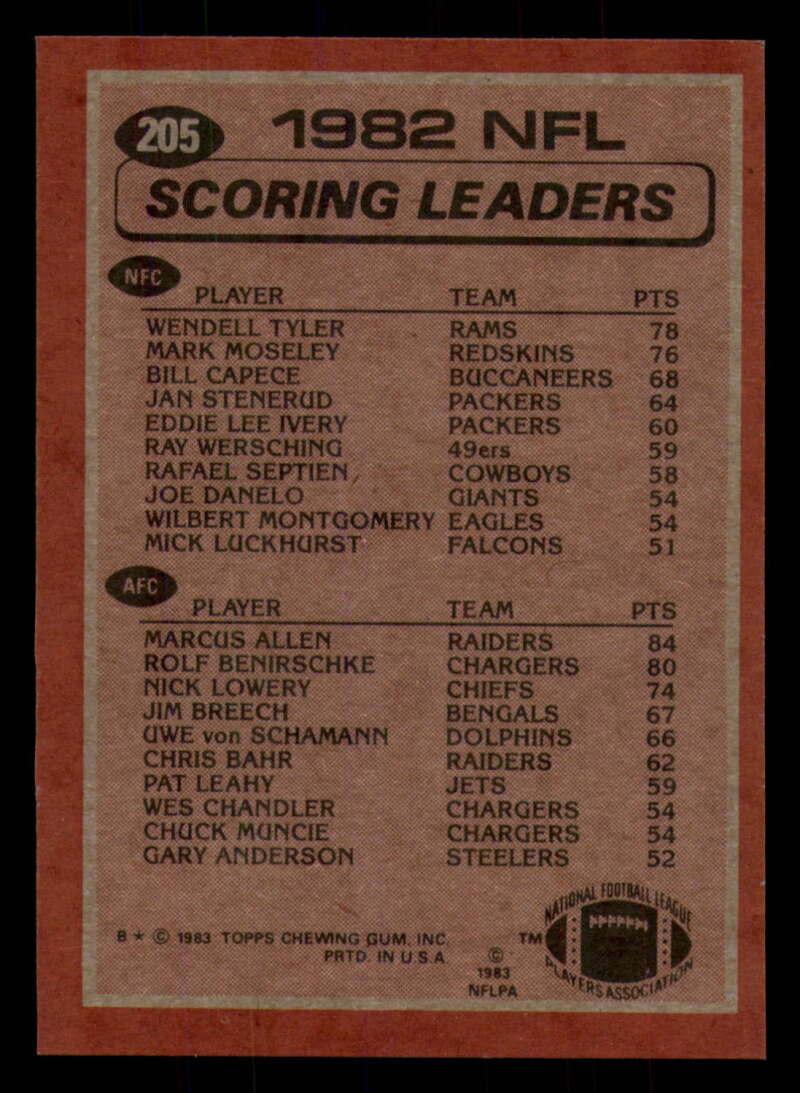 205 1982 NFL
SCORING LEADERS
NFC
PLAYER TEAM PTS
WENDELL TYLER RAMS 78
MARK MOSELEY REDSKINS 76
BILL CAPECE BUCCANEERS 68
JAN STENERUD PACKERS 64
EDDIE LEE IVERY PACKERS 60
RAY WERSCHING 49ers 59
RAFAEL SEPTIEN COWBOYS 58
JOE DANELO GIANTS 54
WILBERT MONTGOMERY EAGLES 54
MICK LUCKHURST FALCONS 51
AFC
PLAYER TEAM PTS
MARCUS ALLEN RAIDERS 84
ROLF BENIRSCHKE CHARGERS 80
NICK LOWERY CHIEFS 74
JIM BREECH BENGALS 67
UWE von SCHAMANN DOLPHINS 66
CHRIS BAHR RAIDERS 62
PAT LEAHY JETS 59
WES CHANDLER CHARGERS 54
CHUCK MUNCIE CHARGERS 54
GARY ANDERSON STEELERS 52
B * © 1983 TOPPS CHEWING GUM, INC.
PRTD. IN U.S.A.
©
1983
NFLPA
TM
NATIONAL FOOTBALL LEAGUE
PLAYERS ASSOCIATION